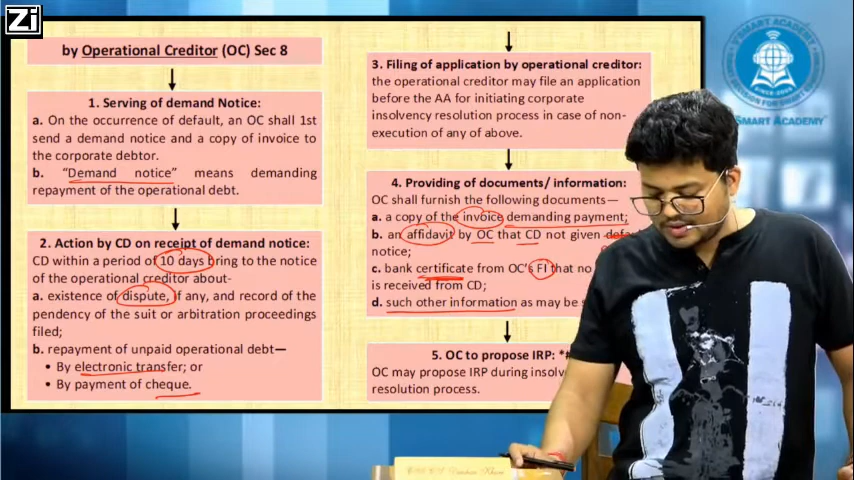 Zi
by Operational Creditor (OC) Sec 8
1. Serving of demand Notice:
a. On the occurrence of default, an OC shall 1st
send a demand notice and a copy of invoice to
the corporate debtor.
b. “Demand notice” means demanding
repayment of the operational debt.
2. Action by CD on receipt of demand notice:
CD within a period of 10 days bring to the notice
of the operational creditor about-
a. existence of dispute, if any, and record of the
pendency of the suit or arbitration proceedings
filed;
b. repayment of unpaid operational debt—
• By electronic transfer; or
• By payment of cheque.
3. Filing of application by operational creditor:
the operational creditor may file an application
before the AA for initiating corporate
insolvency resolution process in case of non-
execution of any of above.
4. Providing of documents/ information:
OC shall furnish the following documents—
a. a copy of the invoice demanding payment;
b. an affidavit by OC that CD not given
notice;
c. bank certificate from OC's FI that no
is received from CD;
d. such other information as may be
5. OC to propose IRP: *#
OC may propose IRP during
resolution process.
SMART ACADEMY
SMART ACADEMY